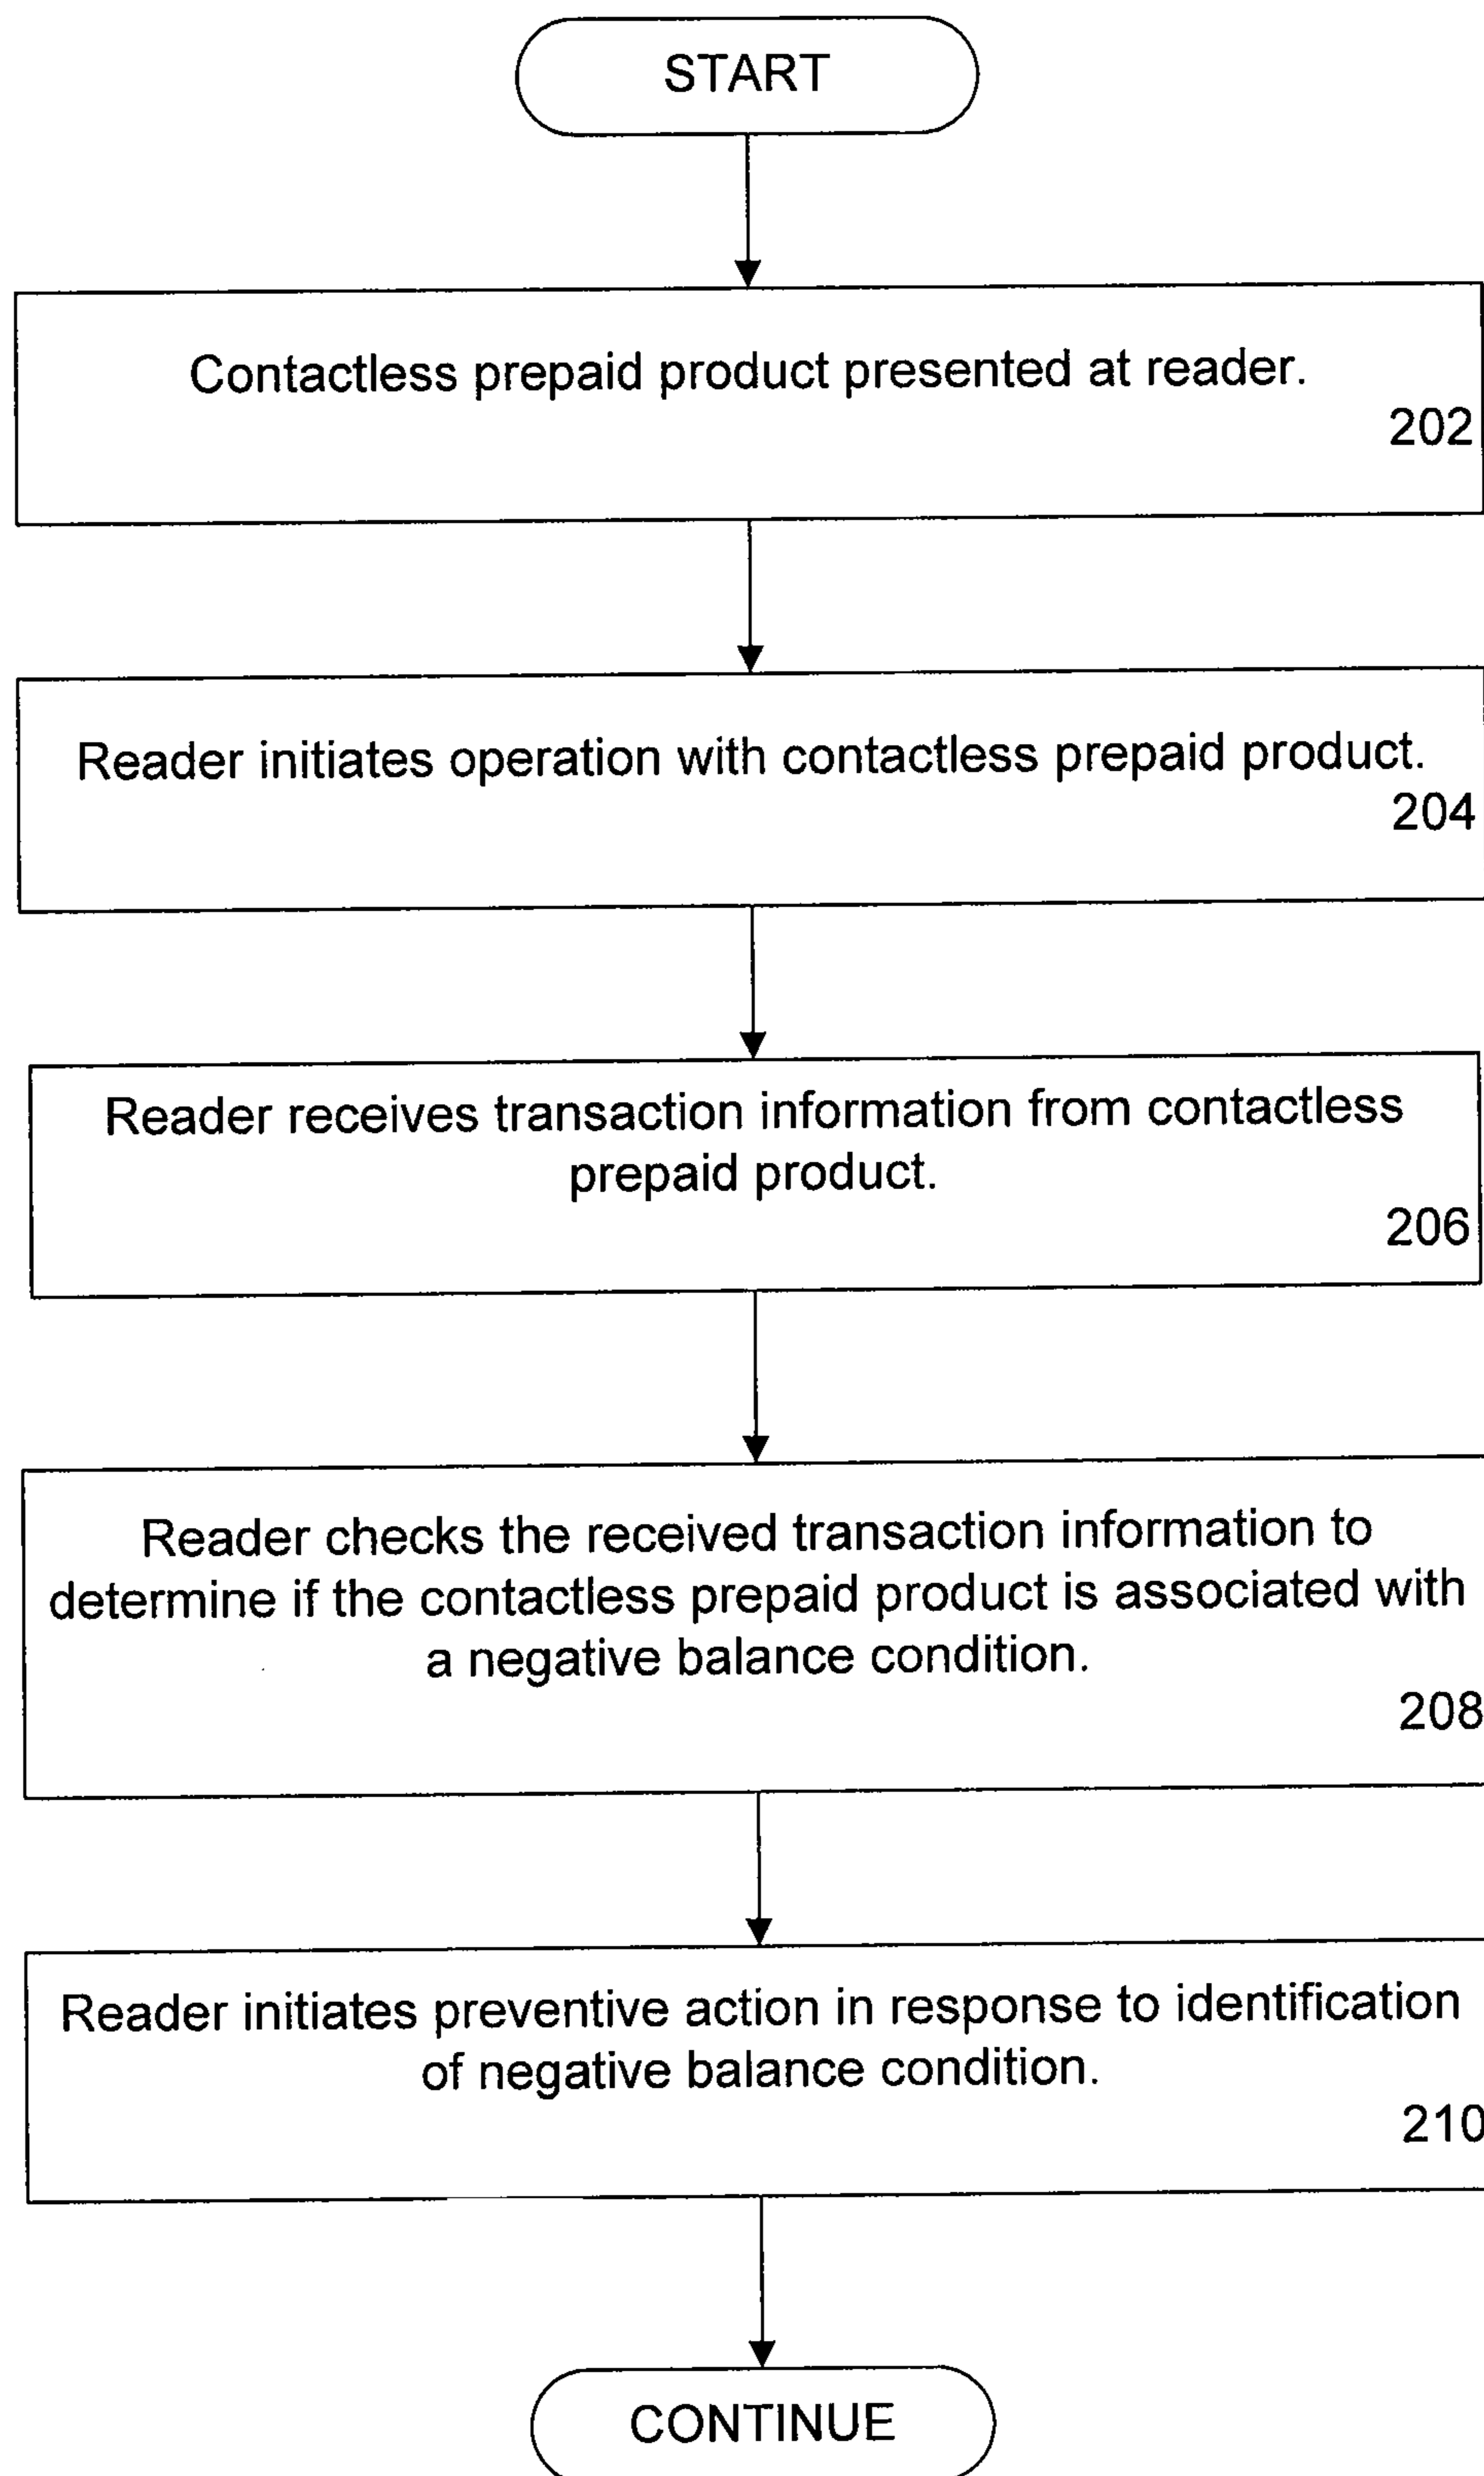 START
Contactless prepaid product presented at reader.
202
Reader initiates operation with contactless prepaid product.
204
Reader receives transaction information from contactless
prepaid product.
206
Reader checks the received transaction information to
determine if the contactless prepaid product is associated with
a negative balance condition.
208
Reader initiates preventive action in response to identification
of negative balance condition.
210
CONTINUE